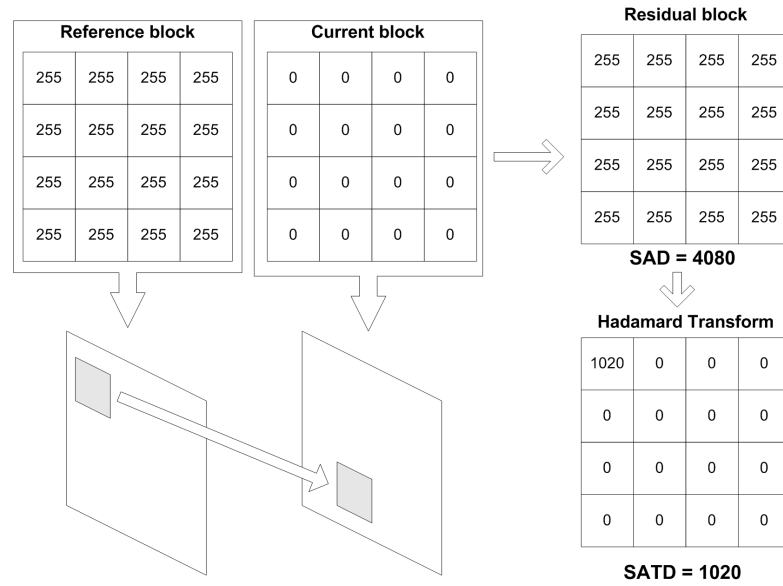 Reference block
255 255 255 255
255 255 255 255
255 255 255 255
255 255 255 255
Current block
0 0 0 0
0 0 0 0
0 0 0 0
0 0 0 0
Residual block
255 255 255 255
255 255 255 255
255 255 255 255
255 255 255 255
SAD = 4080
Hadamard Transform
1020 0 0 0
0 0 0 0
0 0 0 0
0 0 0 0
SATD = 1020